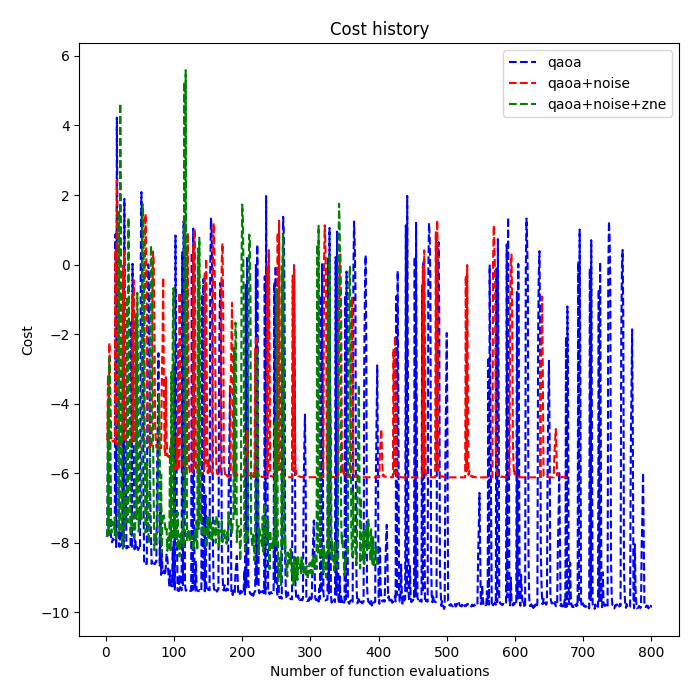 Cost history
qaoa
qaoa+noise
qaoa+noise+zne
6
4
2
0
−2
−4
−6
−8
−10
Cost
0 100 200 300 400 500 600 700 800
Number of function evaluations